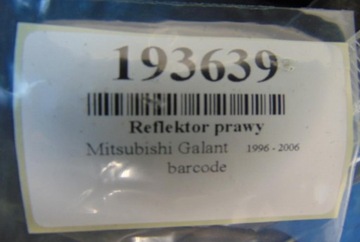 193639
Reflektor prawy
Mitsubishi Galant 1996 - 2006
barcode